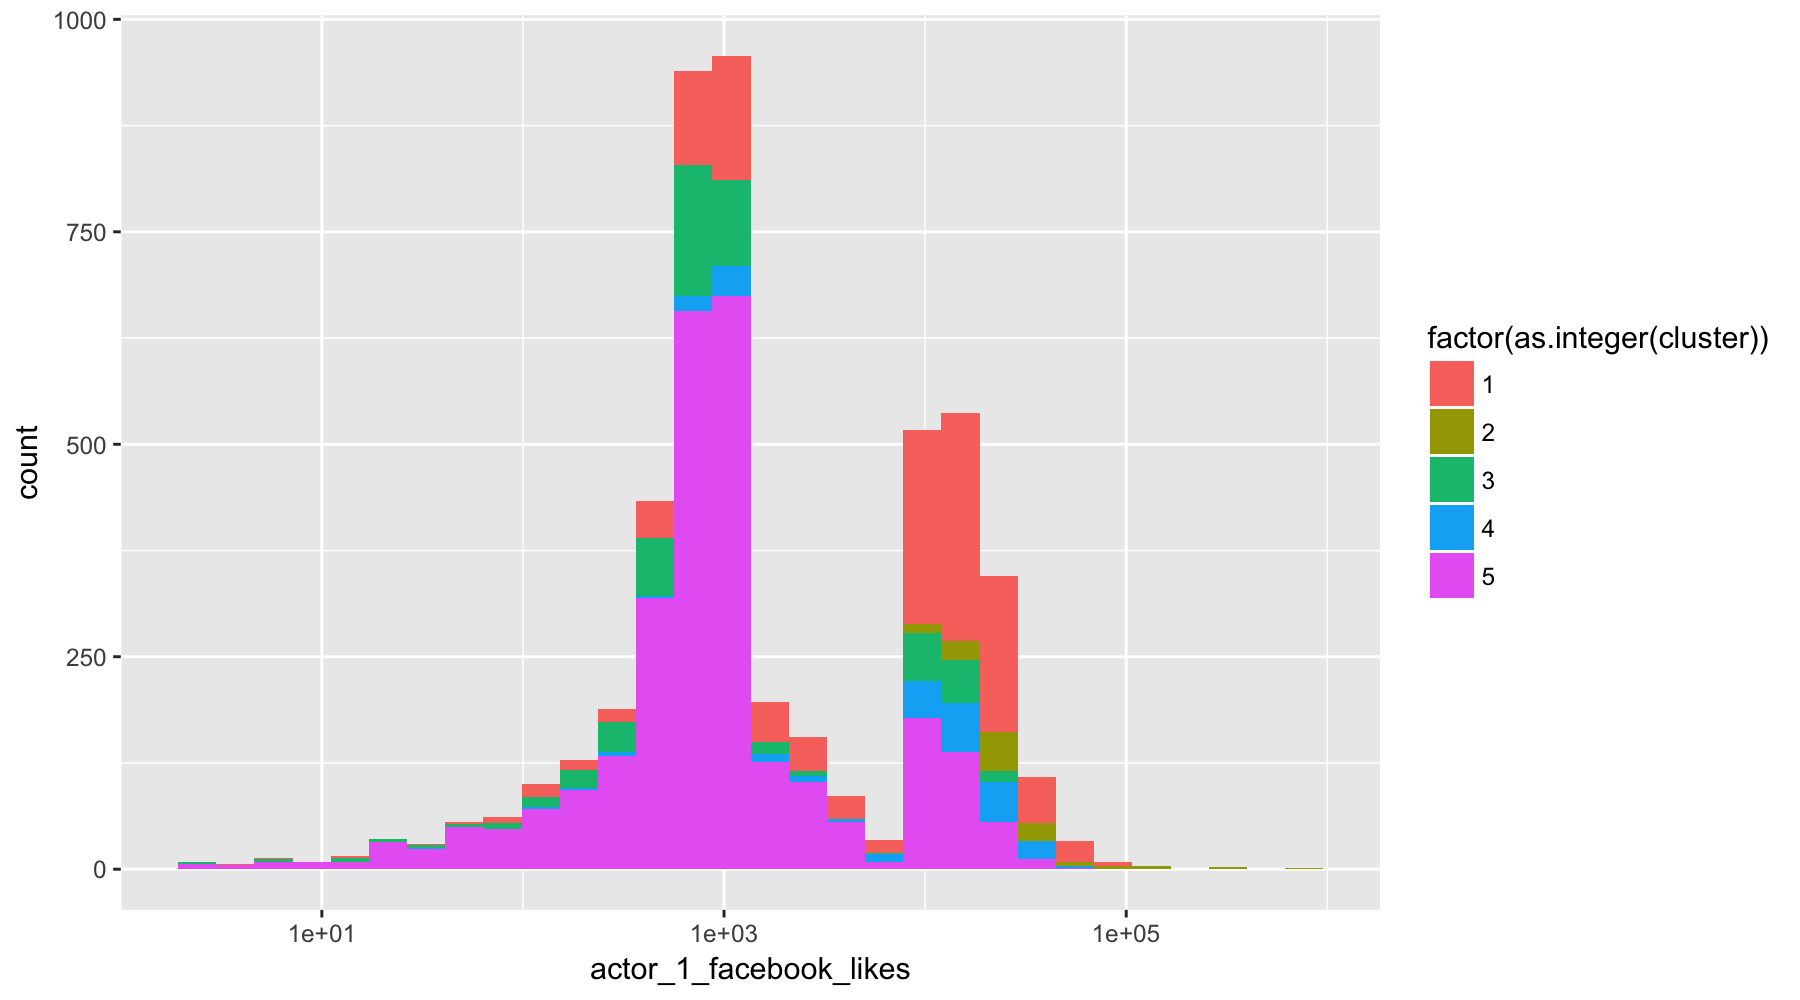 1000
750
500
250
0
count
1e+01
1e+03
1e+05
actor_1_facebook_likes
factor(as.integer(cluster))
1
2
3
4
5